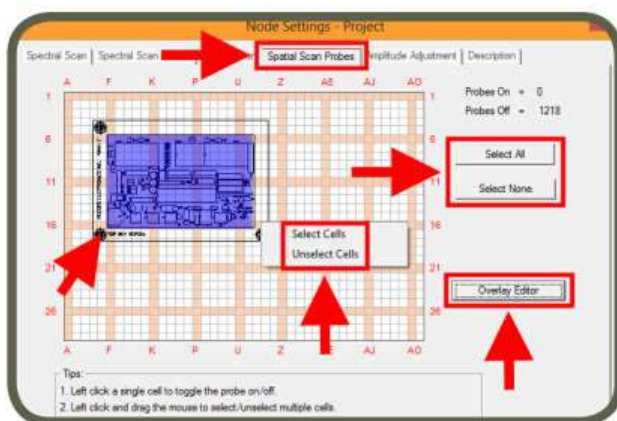 Node Settings - Project
Spectral Scan
Spectral Scan
Spatial Scan Probes
Amplitude Adjustment
Description
A F K P U Z AE AJ AO
Probes On = 0
Probes Off = 1218
1 1
6 6
Select All
11 11
Select None
16 16
Select Cells
Unselect Cells
21 21
Overlay Editor
26 26
A F K P U Z AE AJ AO
Tips:
1. Left click a single cell to toggle the probe on/off.
2. Left click and drag the mouse to select/unselect multiple cells.